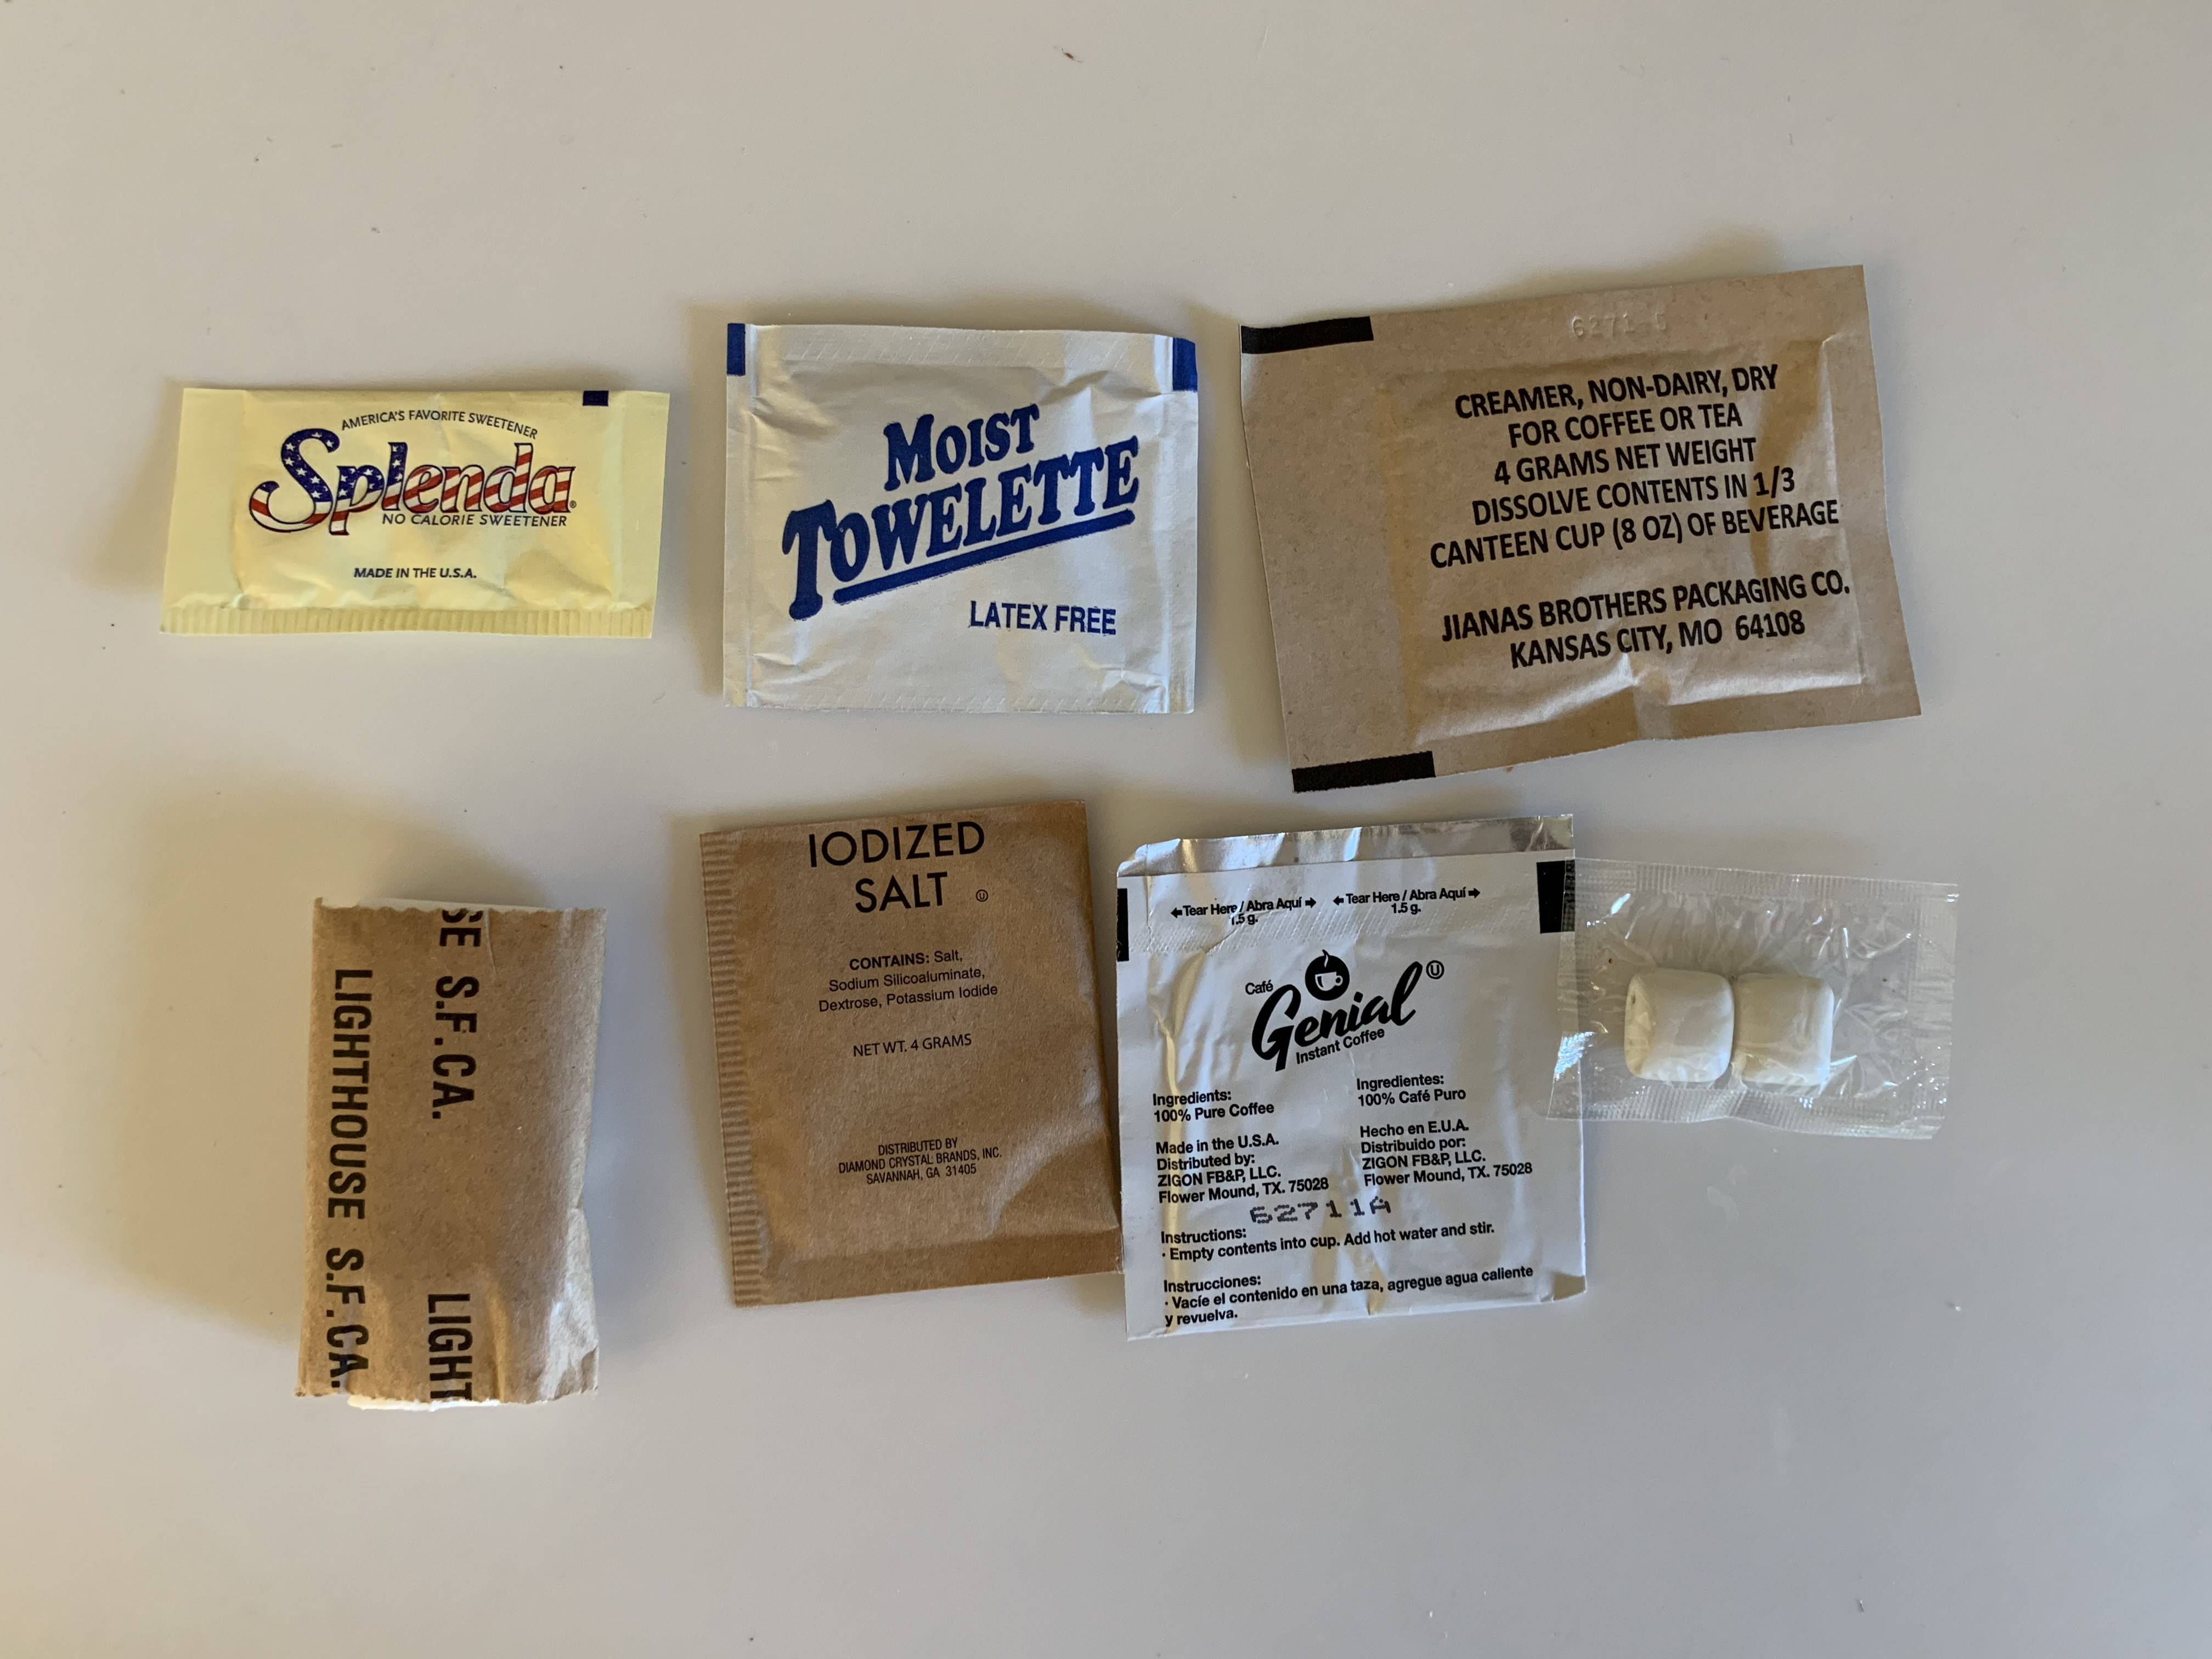 AMERICA'S FAVORITE SWEETENER
Splenda®
NO CALORIE SWEETENER
MADE IN THE U.S.A.
MOIST
TOWELETTE
LATEX FREE
6271 5
CREAMER, NON-DAIRY, DRY
FOR COFFEE OR TEA
4 GRAMS NET WEIGHT
DISSOLVE CONTENTS IN 1/3
CANTEEN CUP (8 OZ) OF BEVERAGE
JIANAS BROTHERS PACKAGING CO.
KANSAS CITY, MO 64108
SE S.F.CA. LIGHT
LIGHTHOUSE S.F.CA.
IODIZED
SALT U
CONTAINS: Salt,
Sodium Silicoaluminate,
Dextrose, Potassium Iodide
NET WT. 4 GRAMS
DISTRIBUTED BY
DIAMOND CRYSTAL BRANDS, INC.
SAVANNAH, GA 31405
←Tear Here / Abra Aquí→ ←Tear Here / Abra Aquí→
1.5 g. 1.5 g.
Café
Genial U
Instant Coffee
Ingredients:
100% Pure Coffee
Made in the U.S.A.
Distributed by:
ZIGON FB&P, LLC.
Flower Mound, TX. 75028
Ingredientes:
100% Café Puro
Hecho en E.U.A.
Distribuido por:
ZIGON FB&P, LLC.
Flower Mound, TX. 75028
62711A
Instructions:
· Empty contents into cup. Add hot water and stir.
Instrucciones:
· Vacíe el contenido en una taza, agregue agua caliente
y revuelva.